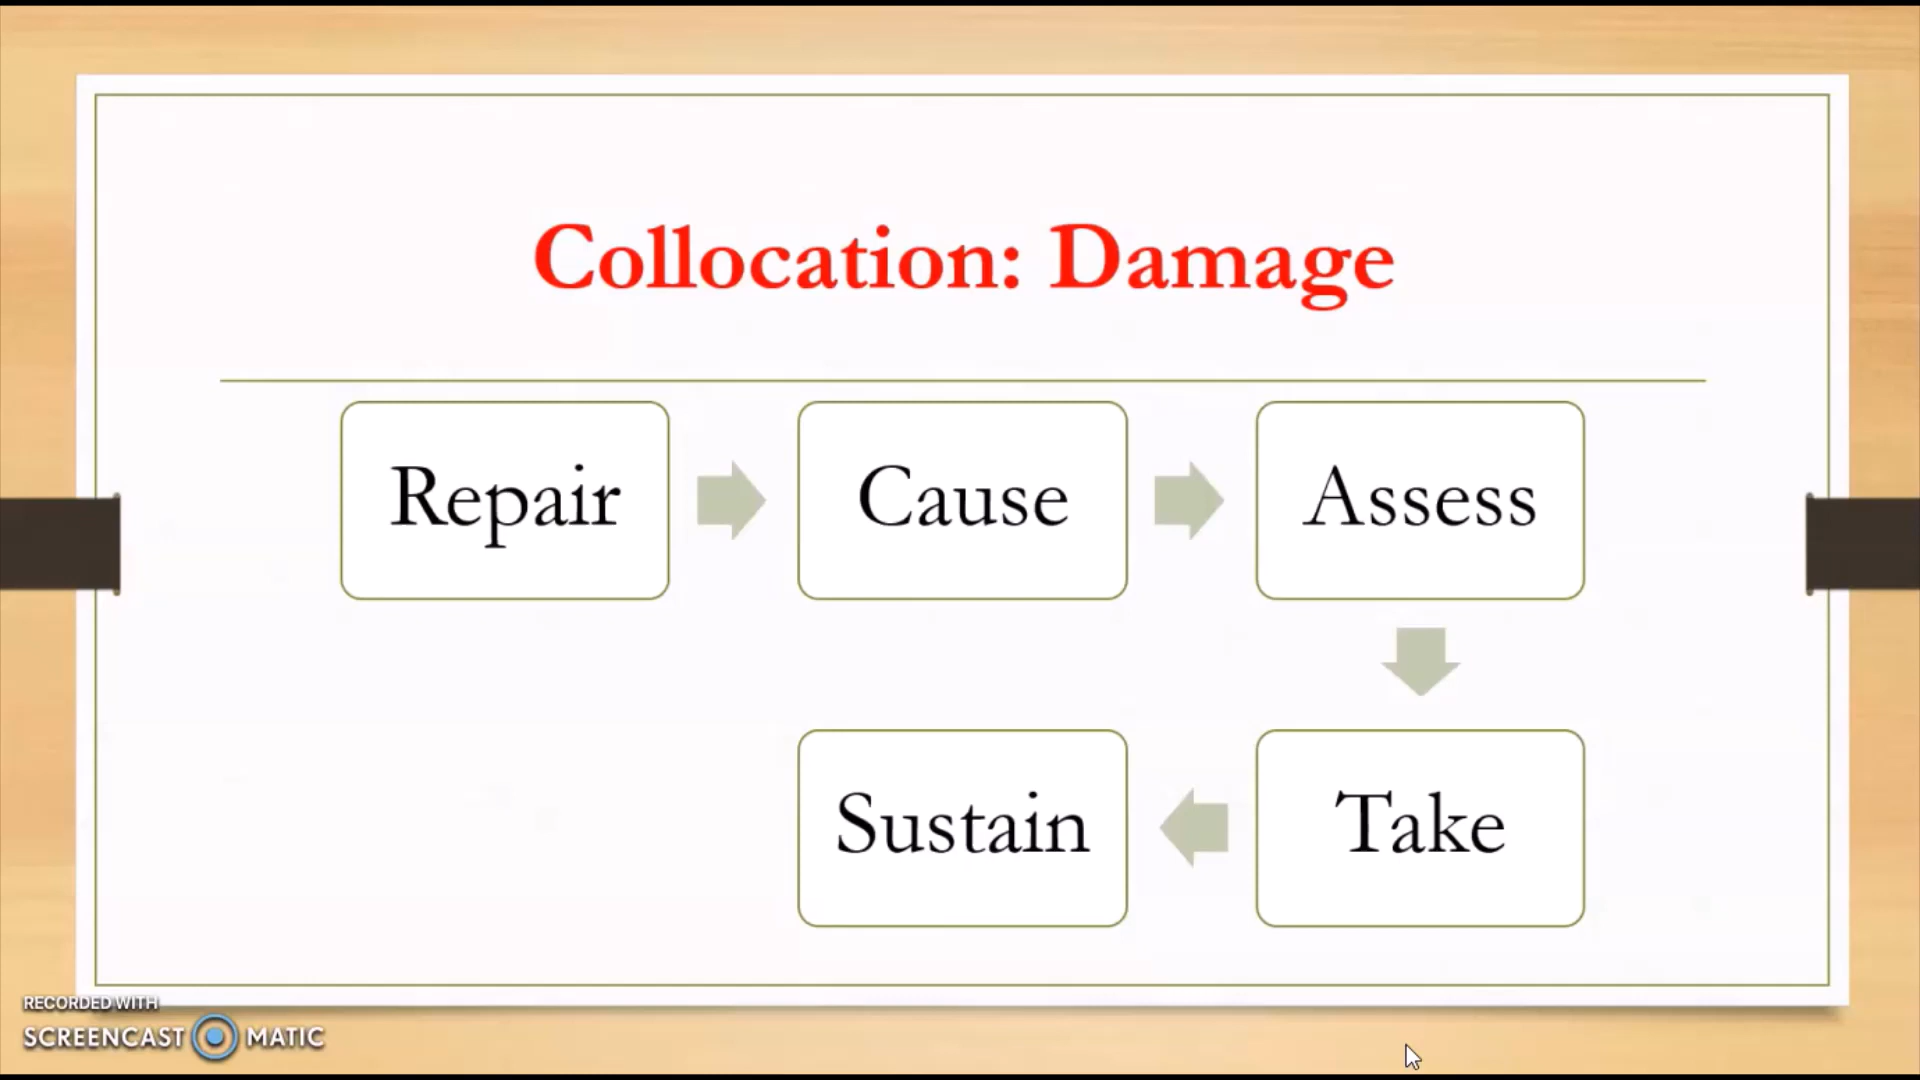 Collocation: Damage
Repair
Cause
Assess
Take
Sustain
RECORDED WITH
SCREENCAST MATIC